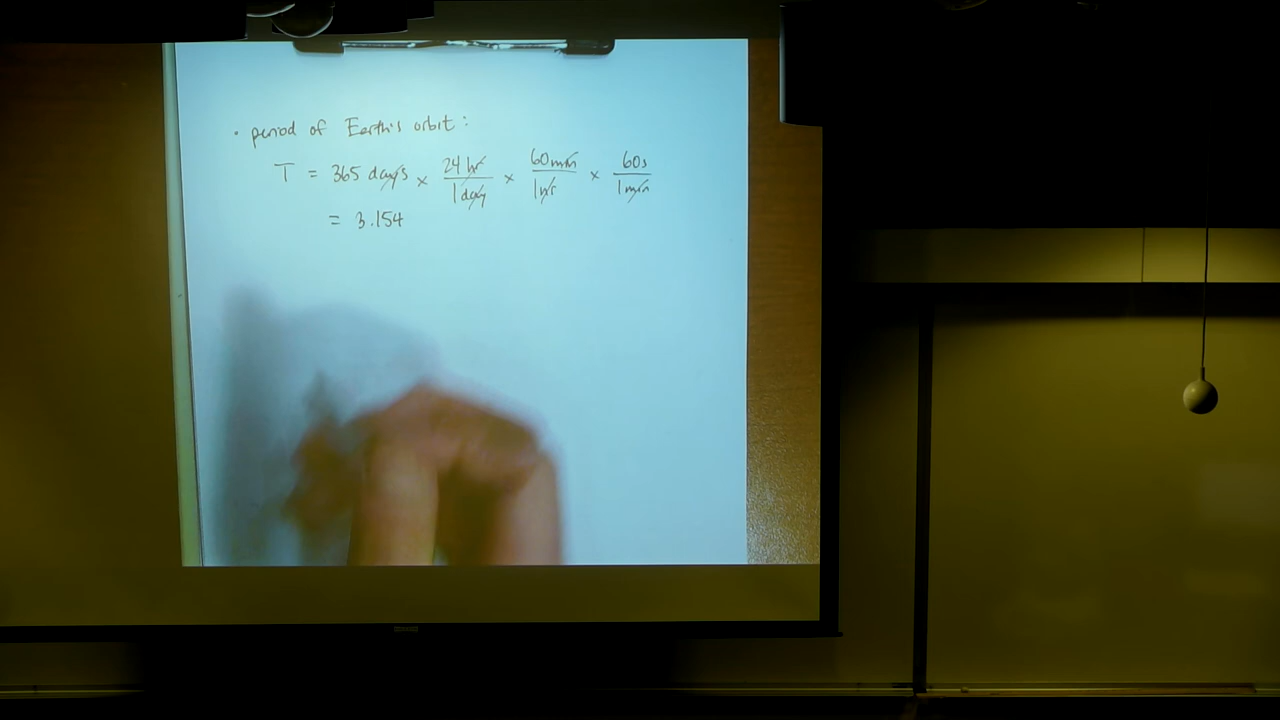 • period of Earth's orbit:
T = 365 days × 24 hr / 1 day × 60 min / 1 hr × 60 s / 1 min
= 3.154